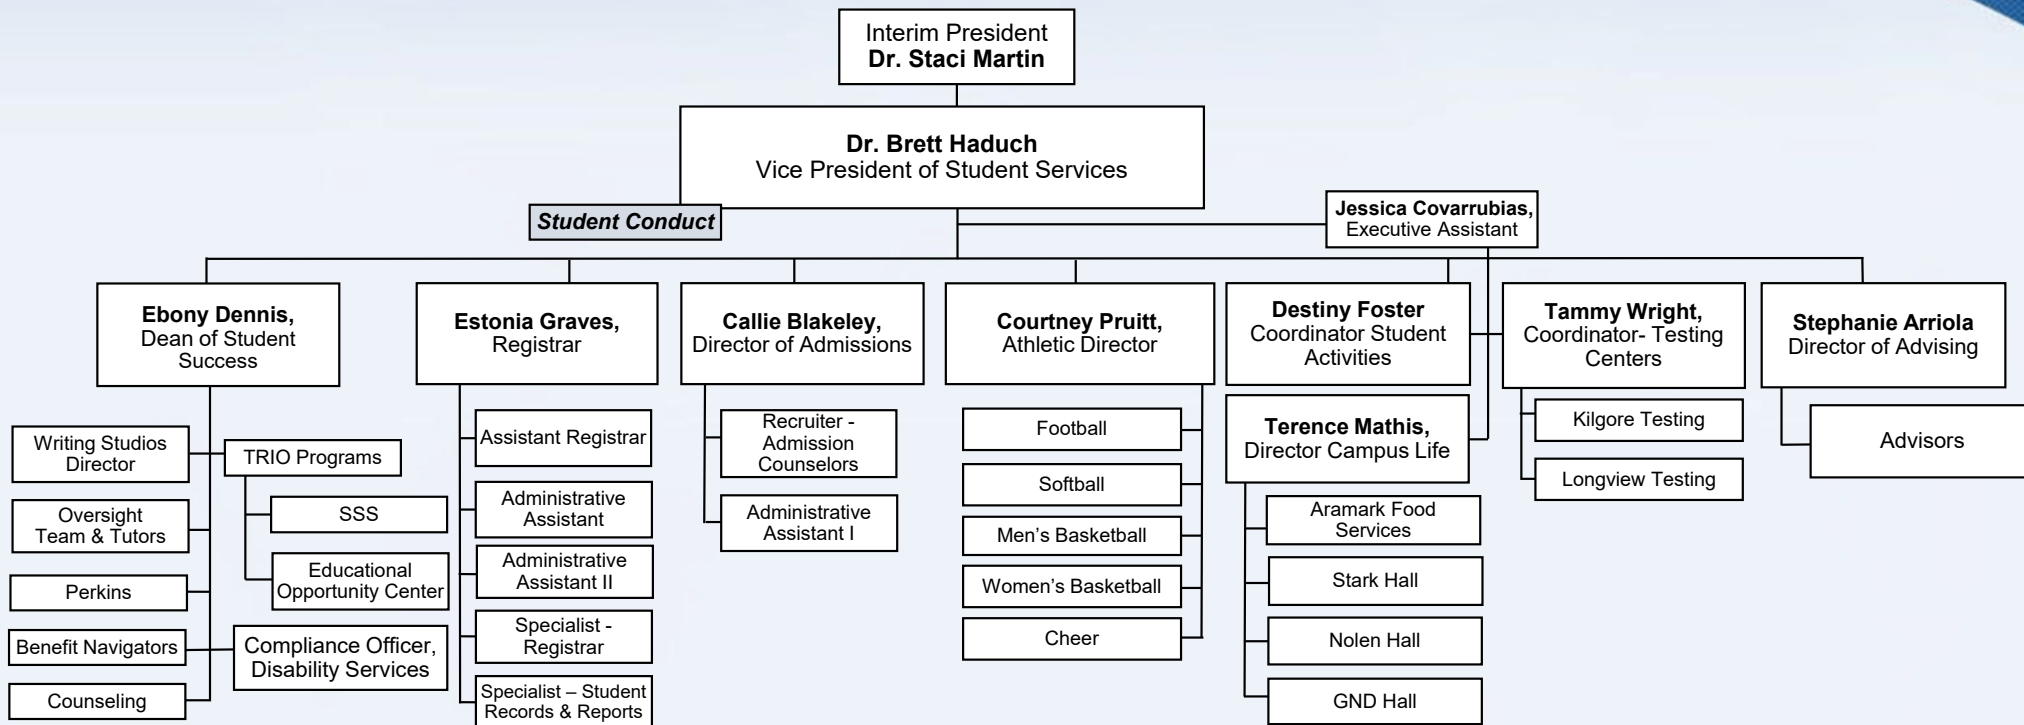 Interim President
Dr. Staci Martin
Dr. Brett Haduch
Vice President of Student Services
Student Conduct
Jessica Covarrubias,
Executive Assistant
Ebony Dennis,
Dean of Student
Success
Estonia Graves,
Registrar
Callie Blakeley,
Director of Admissions
Courtney Pruitt,
Athletic Director
Destiny Foster
Coordinator Student
Activities
Tammy Wright,
Coordinator- Testing
Centers
Stephanie Arriola
Director of Advising
Writing Studios
Director
TRIO Programs
Oversight
Team & Tutors
SSS
Perkins
Educational
Opportunity Center
Benefit Navigators
Compliance Officer,
Disability Services
Counseling
Assistant Registrar
Administrative
Assistant
Administrative
Assistant II
Specialist -
Registrar
Specialist – Student
Records & Reports
Recruiter -
Admission
Counselors
Administrative
Assistant I
Football
Softball
Men’s Basketball
Women’s Basketball
Cheer
Terence Mathis,
Director Campus Life
Aramark Food
Services
Stark Hall
Nolen Hall
GND Hall
Kilgore Testing
Longview Testing
Advisors